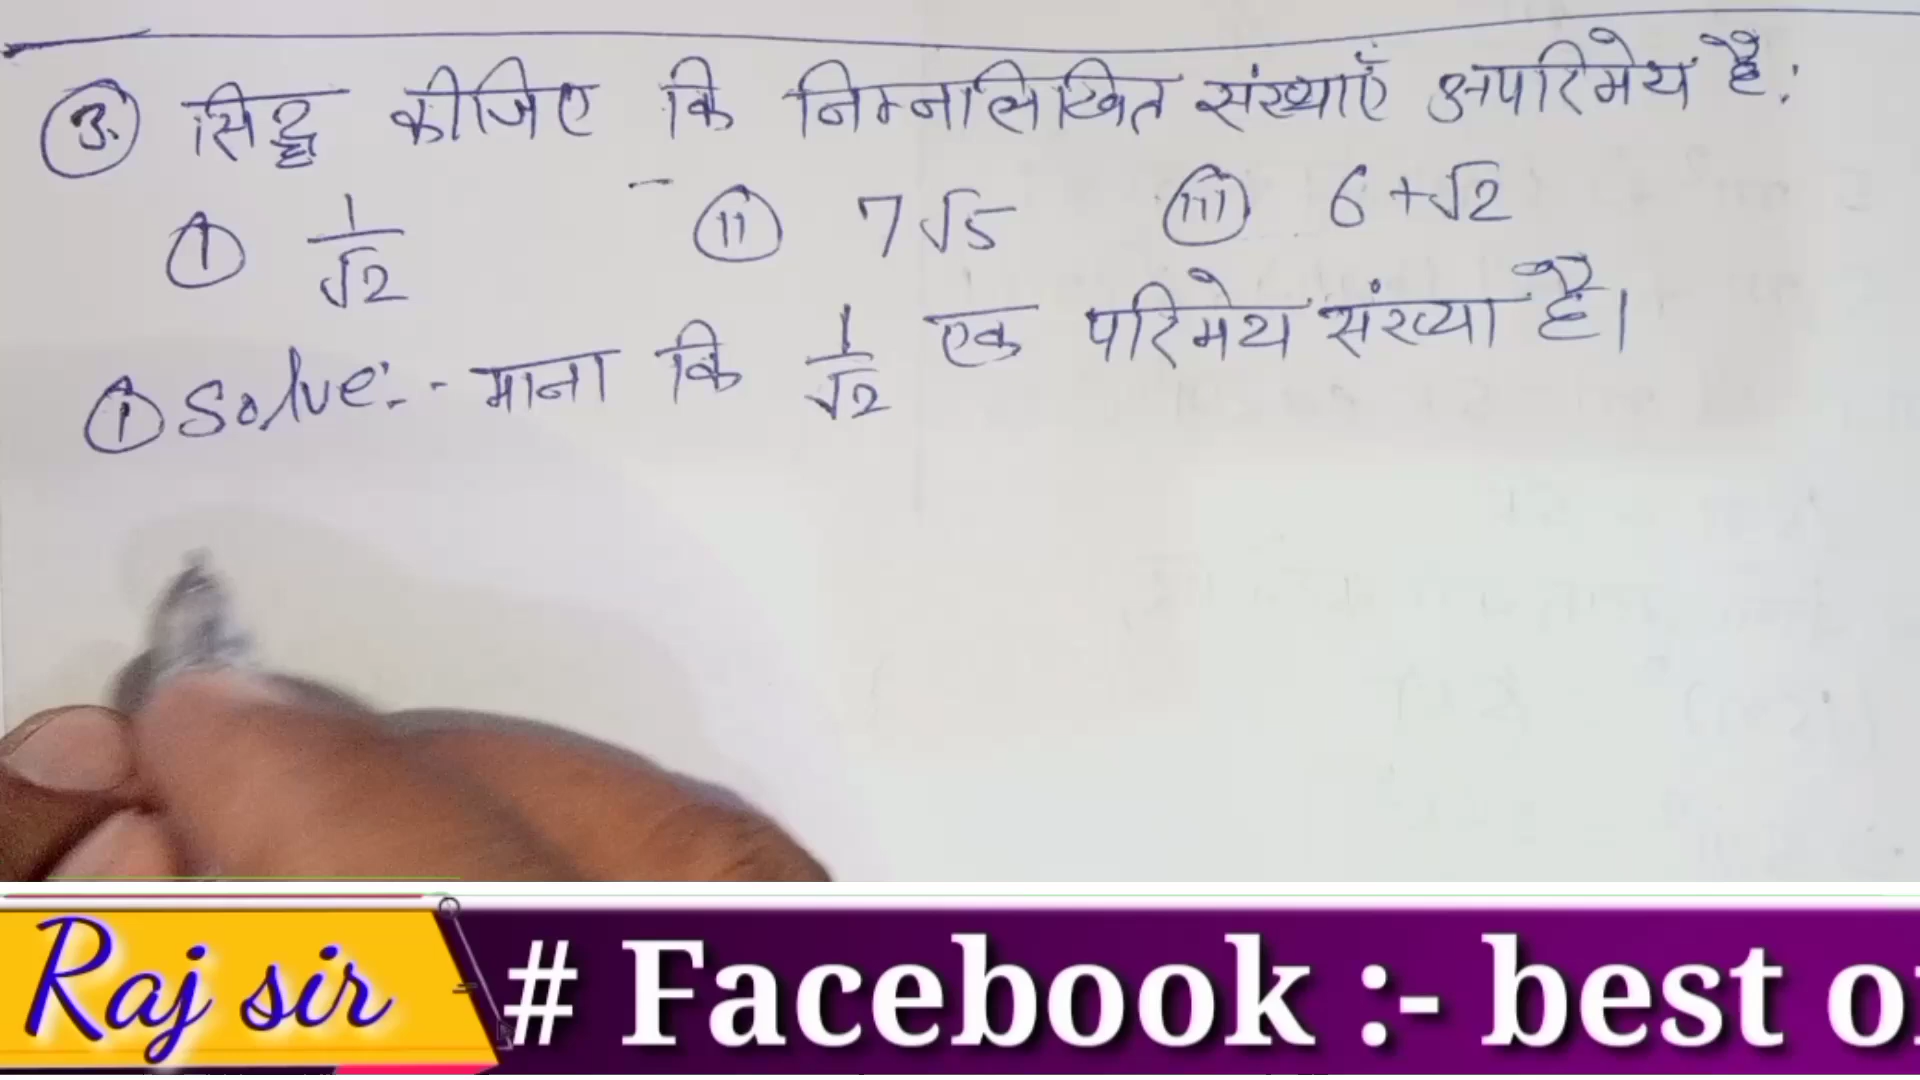 3. सिद्ध कीजिए कि निम्नलिखित संख्याएँ अपरिमेय है:
(i) 1/√2 (ii) 7√5 (iii) 6+√2
(i) Solve:- माना कि 1/√2 एक परिमेय संख्या है।
Raj sir # Facebook :- best o